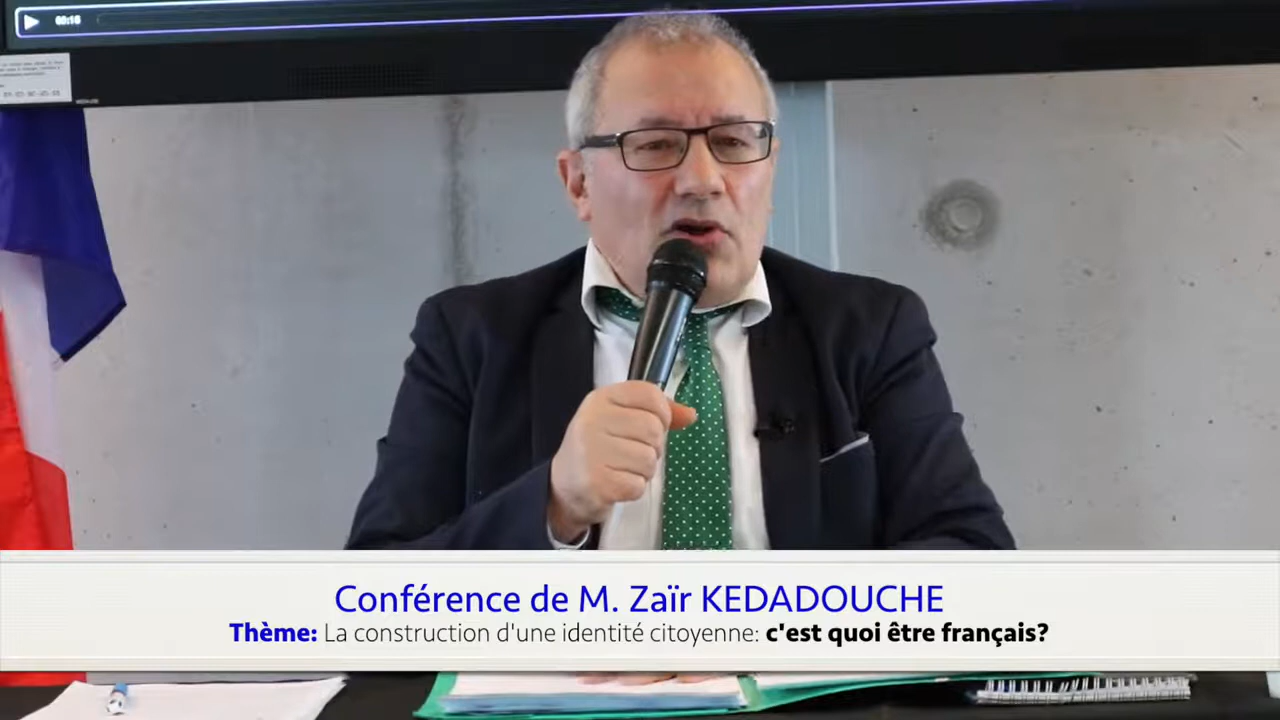 00:16
Conférence de M. Zaïr KEDADOUCHE
Thème: La construction d'une identité citoyenne: c'est quoi être français?